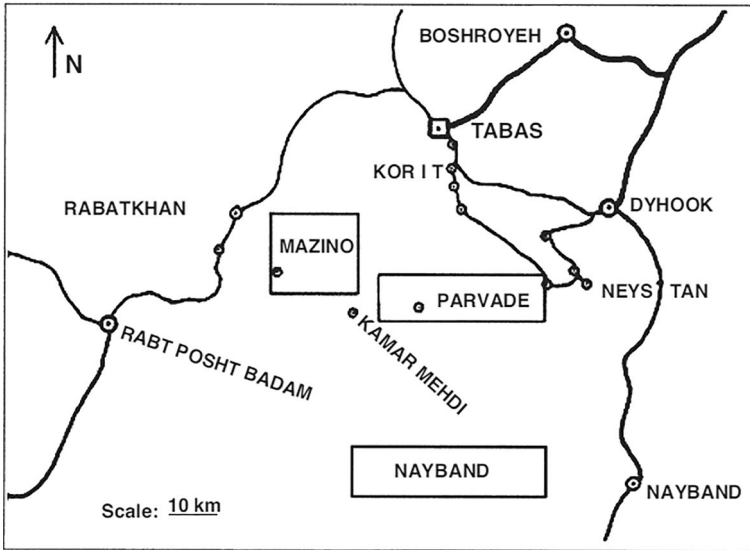 BOSHROYEH
N
TABAS
KOR I T
RABATKHAN
DYHOOK
MAZINO
PARVADE
NEYS TAN
KAMAR MEHDI
RABT POSHT BADAM
NAYBAND
NAYBAND
Scale: 10 km